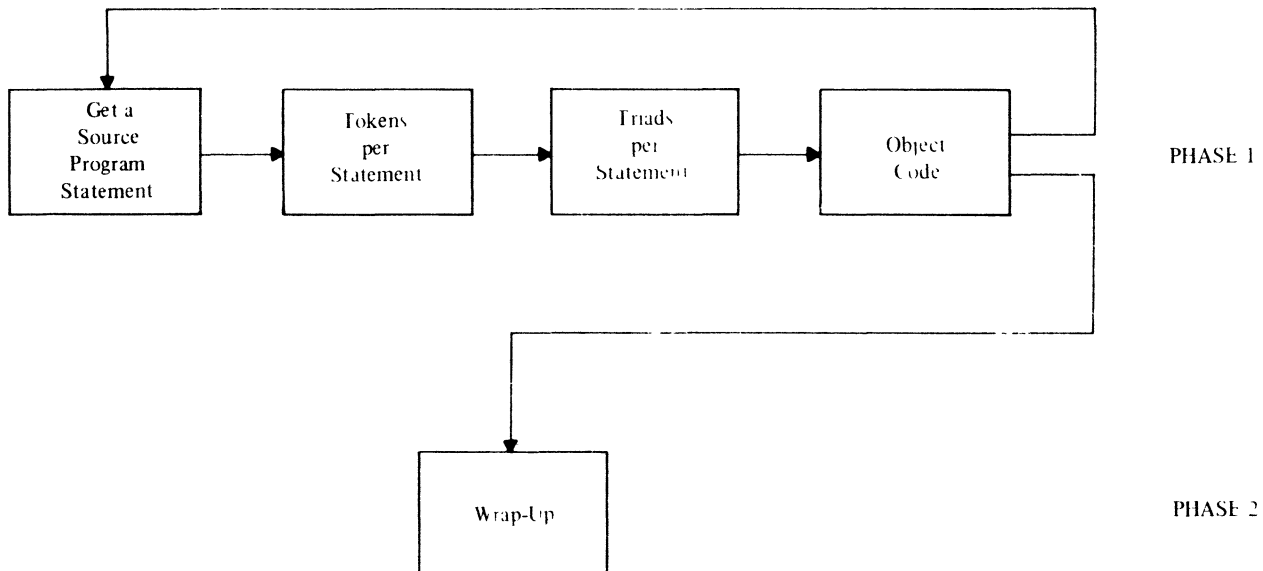 Get a
Source
Program
Statement
Tokens
per
Statement
Triads
per
Statement
Object
Code
PHASE 1
Wrap-Up
PHASE 2